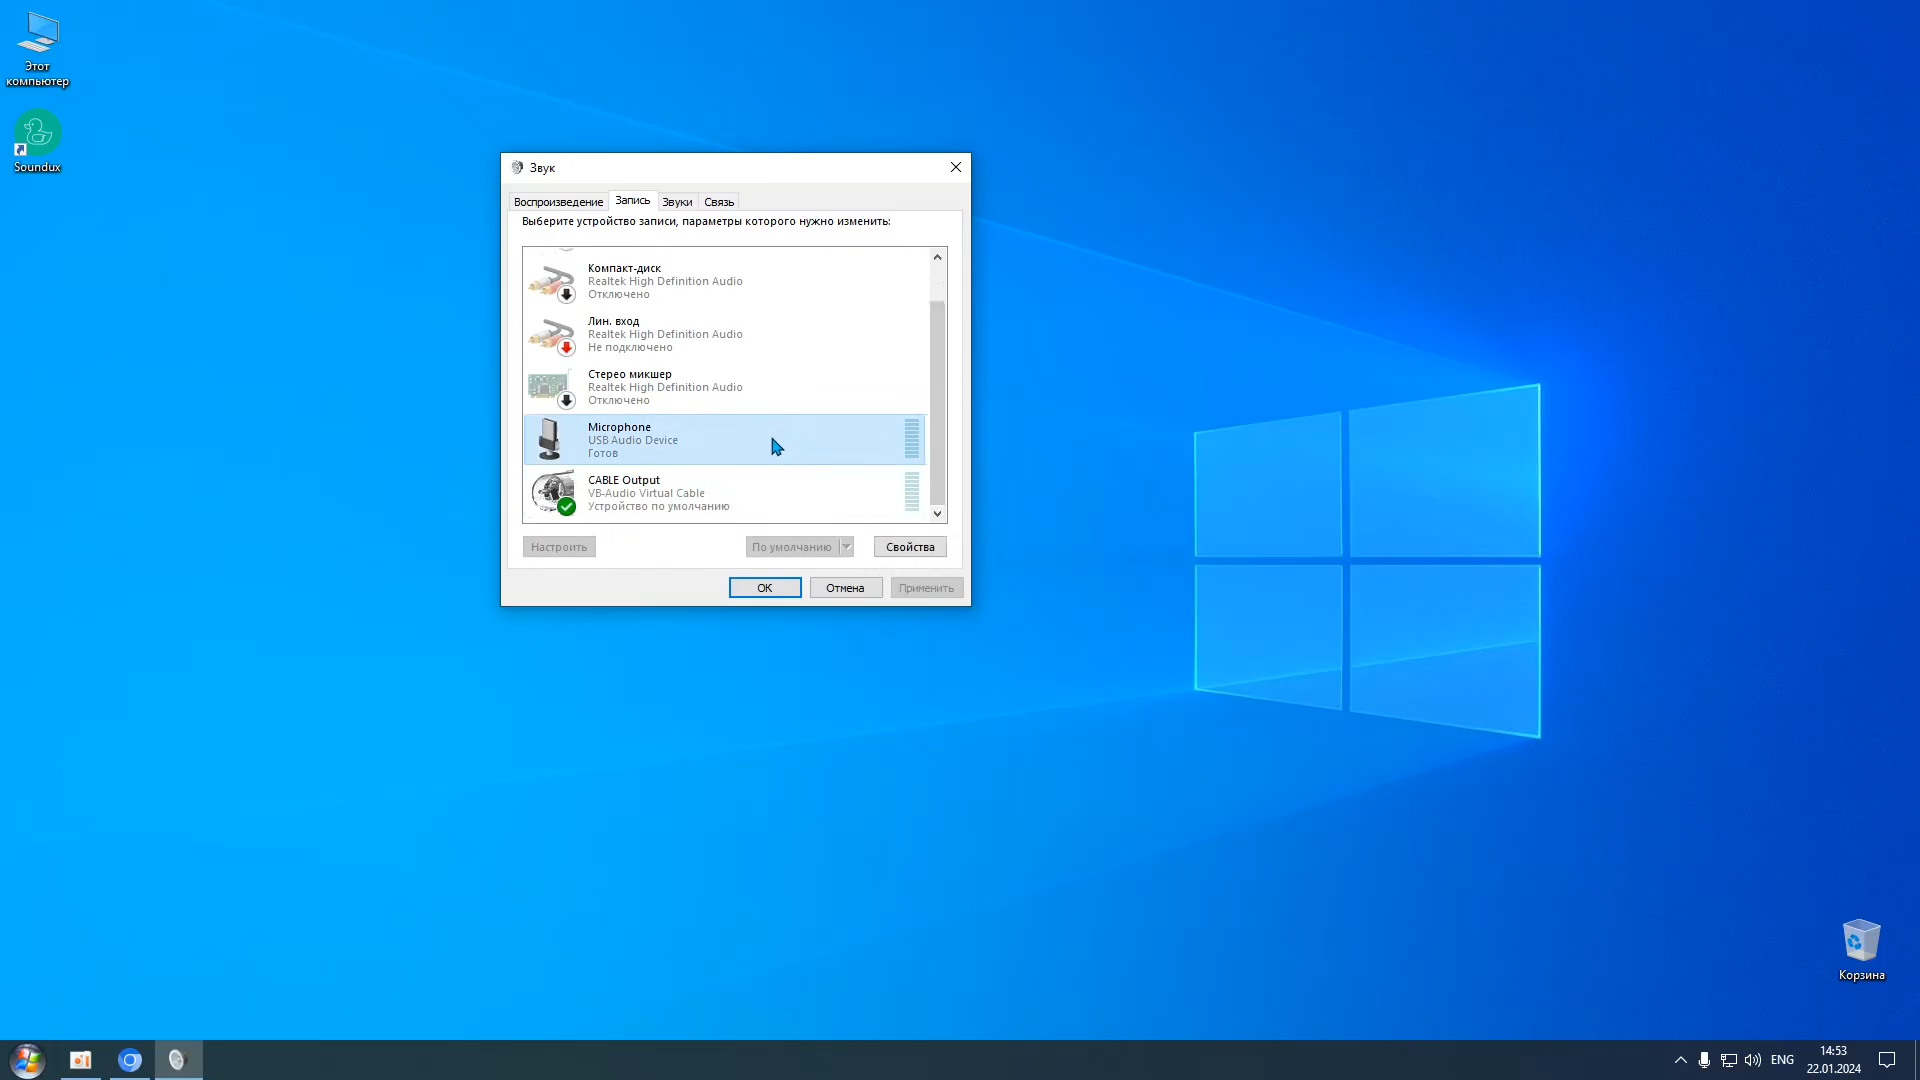 Этот
компьютер
Soundux
Звук
Воспроизведение
Запись
Звуки
Связь
Выберите устройство записи, параметры которого нужно изменить:
Компакт-диск
Realtek High Definition Audio
Отключено
Лин. вход
Realtek High Definition Audio
Не подключено
Стерео микшер
Realtek High Definition Audio
Отключено
Microphone
USB Audio Device
Готов
CABLE Output
VB-Audio Virtual Cable
Устройство по умолчанию
Настроить
По умолчанию
Свойства
ОК
Отмена
Применить
Корзина
ENG
14:53
22.01.2024